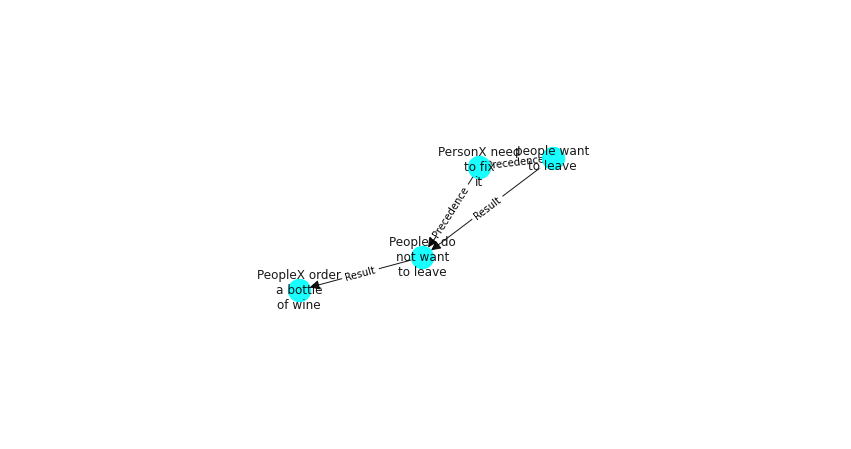 PersonX need
to fix
it
people want
to leave
Precedence
Precedence
Result
PeopleX do
not want
to leave
Result
PeopleX order
a bottle
of wine